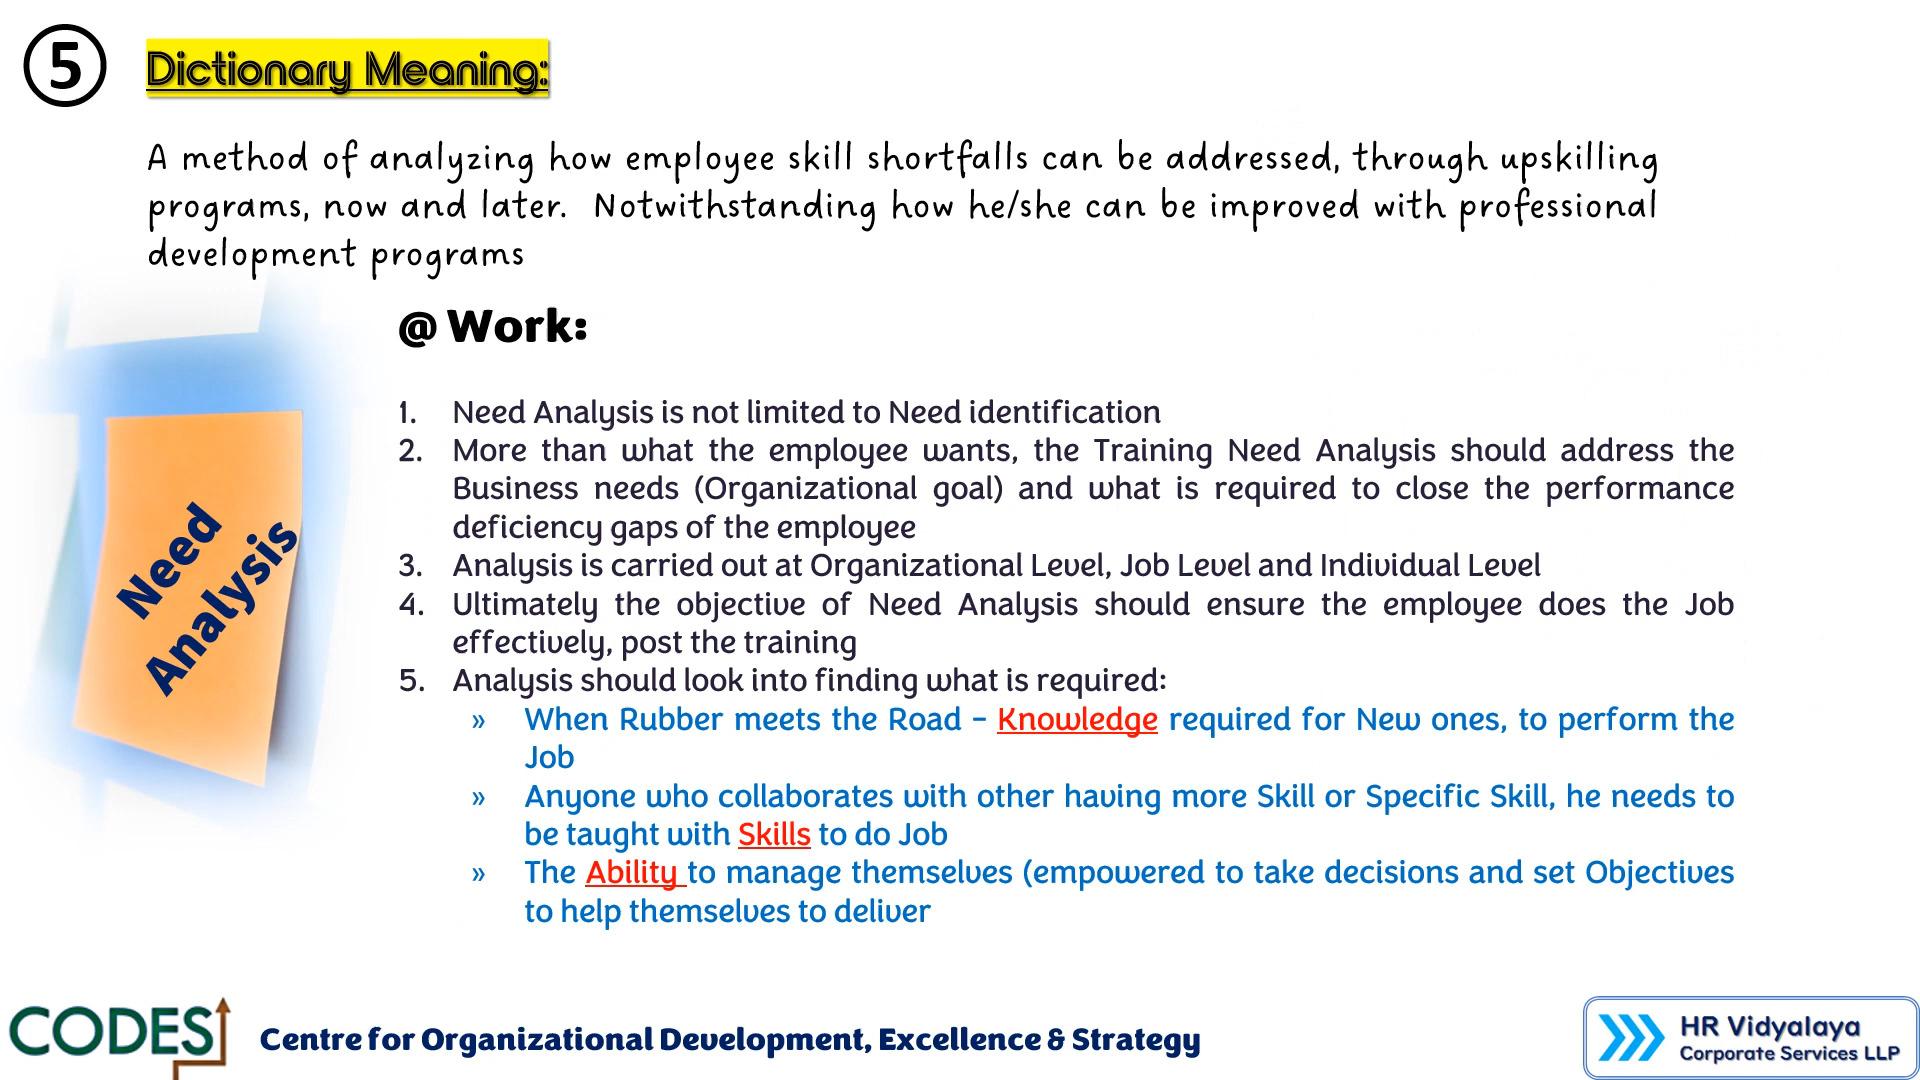 5
Dictionary Meaning:
A method of analyzing how employee skill shortfalls can be addressed, through upskilling
programs, now and later. Notwithstanding how he/she can be improved with professional
development programs
@ Work:
Need
Analysis
1. Need Analysis is not limited to Need identification
2. More than what the employee wants, the Training Need Analysis should address the
Business needs (Organizational goal) and what is required to close the performance
deficiency gaps of the employee
3. Analysis is carried out at Organizational Level, Job Level and Individual Level
4. Ultimately the objective of Need Analysis should ensure the employee does the Job
effectively, post the training
5. Analysis should look into finding what is required:
» When Rubber meets the Road – Knowledge required for New ones, to perform the
Job
» Anyone who collaborates with other having more Skill or Specific Skill, he needs to
be taught with Skills to do Job
» The Ability to manage themselves (empowered to take decisions and set Objectives
to help themselves to deliver
CODES
Centre for Organizational Development, Excellence & Strategy
HR Vidyalaya
Corporate Services LLP